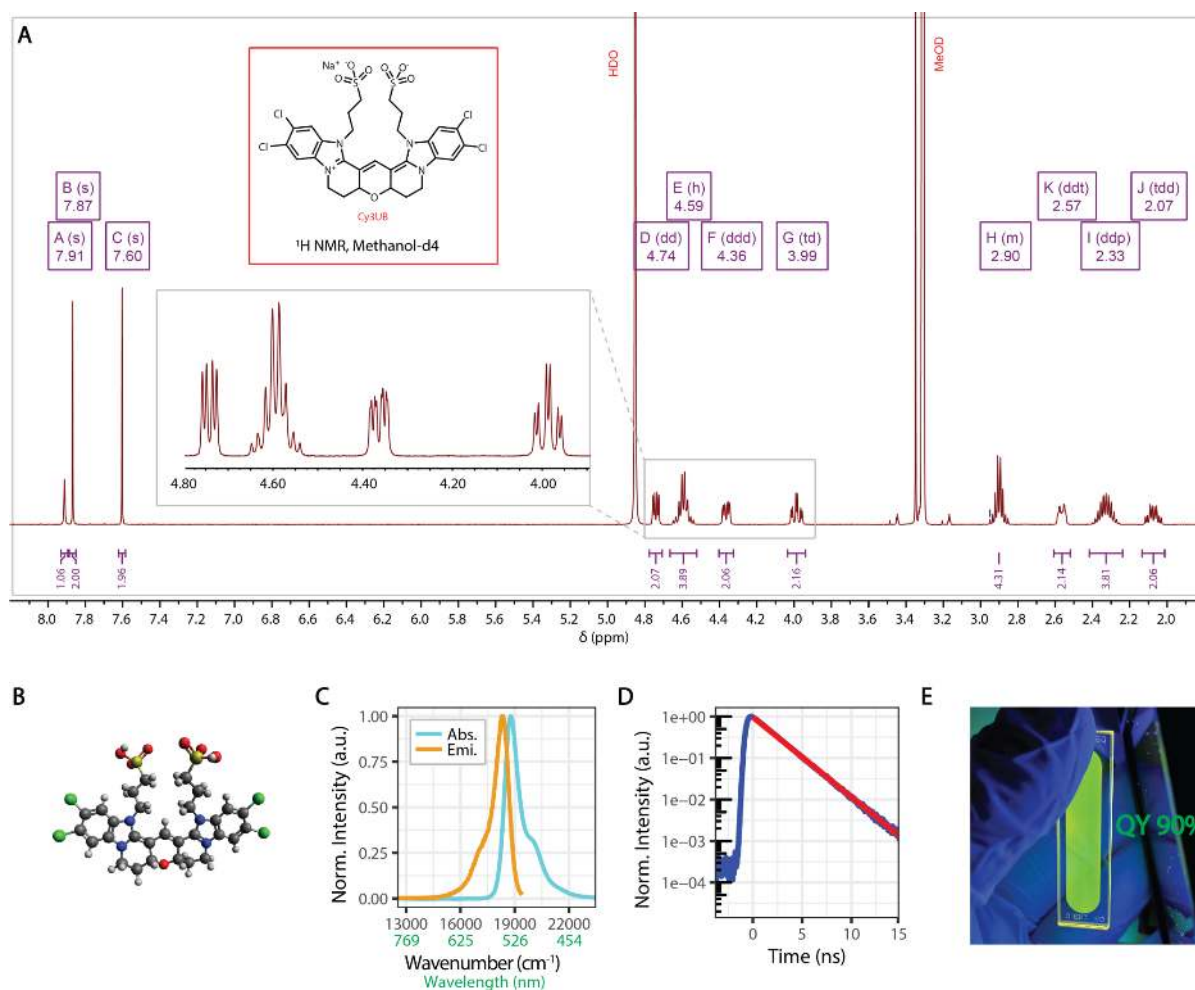 A
HDO
MeOD
Na⁺ ⁻O
O
S
O
O
O⁻
S
O
Cl
Cl
N
N
Cl
Cl
N⁺
N
O
Cy3UB
¹H NMR, Methanol-d4
B (s)
7.87
A (s)
7.91
C (s)
7.60
E (h)
4.59
D (dd)
4.74
F (ddd)
4.36
G (td)
3.99
K (ddt)
2.57
J (tdd)
2.07
H (m)
2.90
I (ddp)
2.33
4.80 4.60 4.40 4.20 4.00
1.06 2.00 1.96 2.07 3.89 2.06 2.16 4.31 2.14 3.81 2.06
8.0 7.8 7.6 7.4 7.2 7.0 6.8 6.6 6.4 6.2 6.0 5.8 5.6 5.4 5.2 5.0 4.8 4.6 4.4 4.2 4.0 3.8 3.6 3.4 3.2 3.0 2.8 2.6 2.4 2.2 2.0
δ (ppm)
B
C
Norm. Intensity (a.u.)
1.00
0.75
0.50
0.25
0.00
Abs.
Emi.
13000 16000 19000 22000
769 625 526 454
Wavenumber (cm⁻¹)
Wavelength (nm)
D
Norm. Intensity (a.u.)
1e+00
1e−01
1e−02
1e−03
1e−04
0 5 10 15
Time (ns)
E
QY 90%